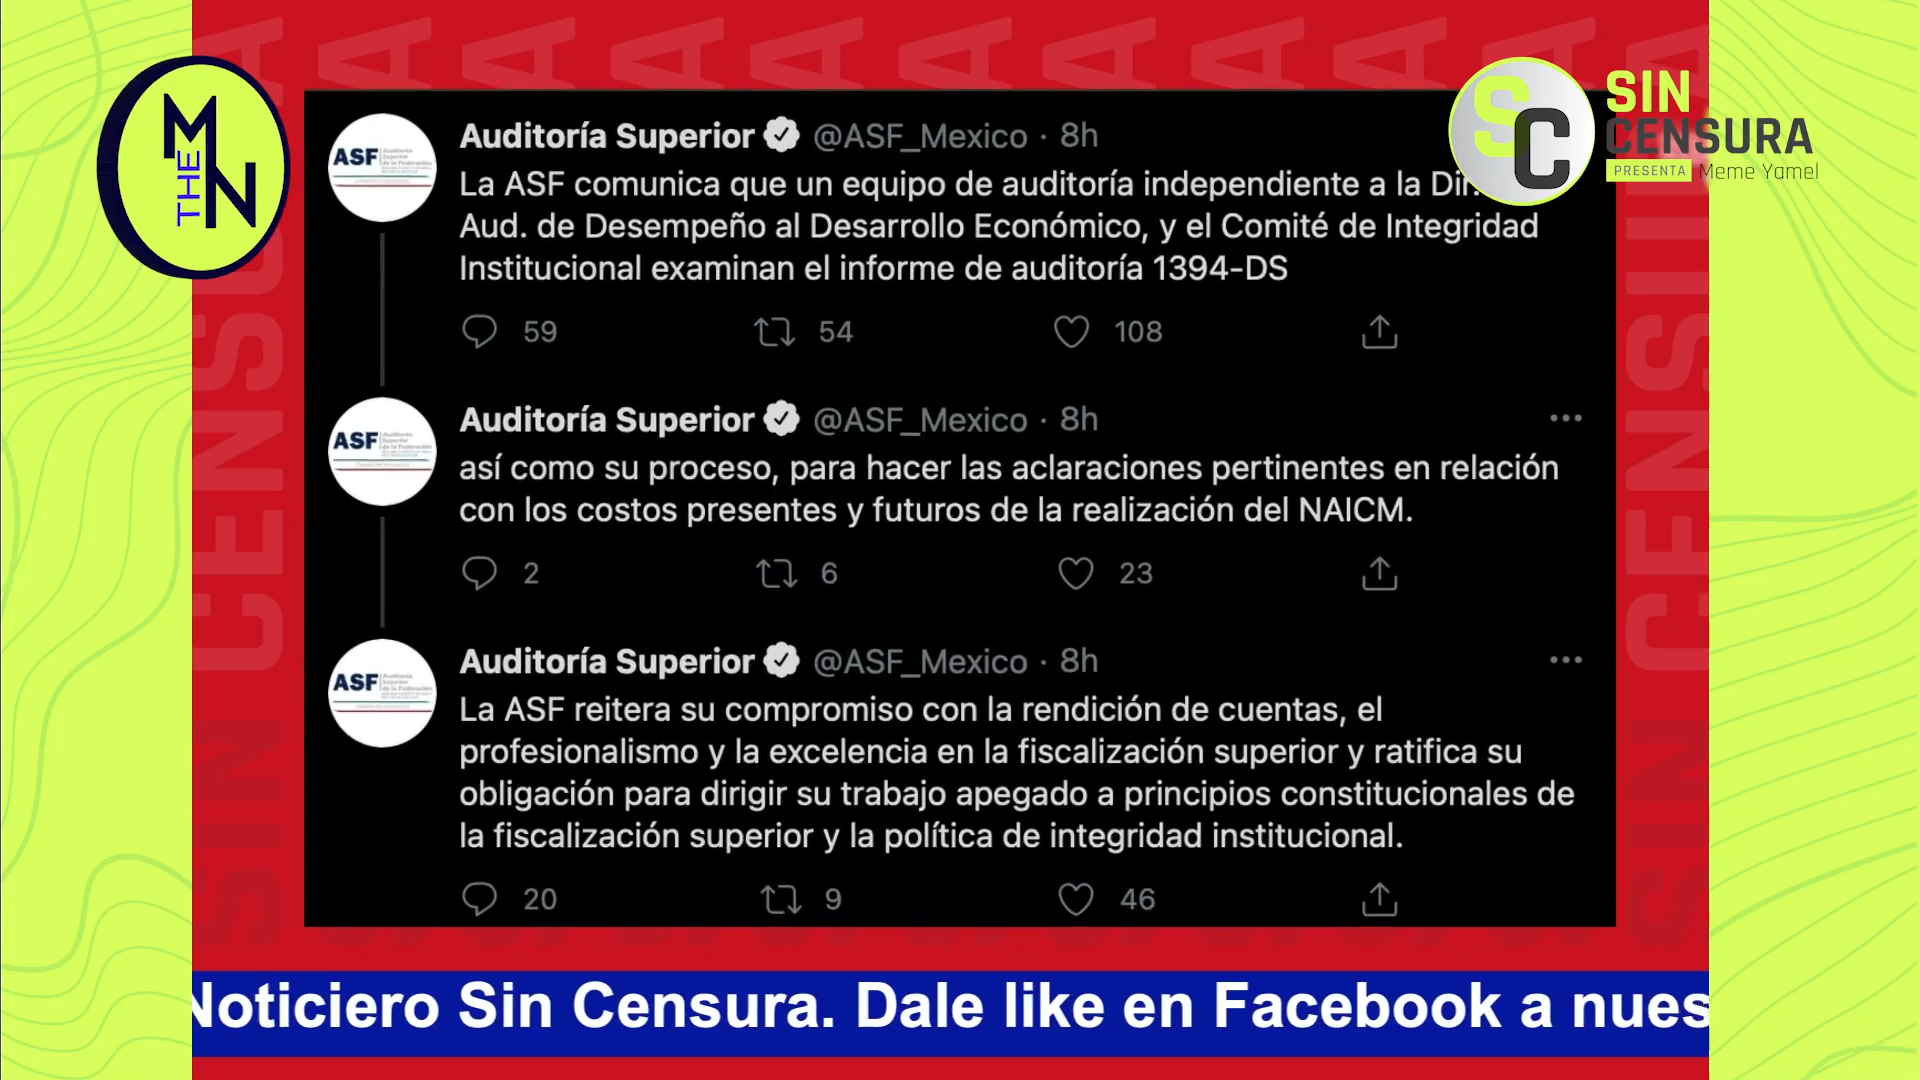 THE MN
SIN
CENSURA
PRESENTA Meme Yamel
SC
Auditoría Superior @ASF_Mexico · 8h
La ASF comunica que un equipo de auditoría independiente a la
Aud. de Desempeño al Desarrollo Económico, y el Comité de Integridad
Institucional examinan el informe de auditoría 1394-DS
59 54 108
Auditoría Superior @ASF_Mexico · 8h
así como su proceso, para hacer las aclaraciones pertinentes en relación
con los costos presentes y futuros de la realización del NAICM.
2 6 23
Auditoría Superior @ASF_Mexico · 8h
La ASF reitera su compromiso con la rendición de cuentas, el
profesionalismo y la excelencia en la fiscalización superior y ratifica su
obligación para dirigir su trabajo apegado a principios constitucionales de
la fiscalización superior y la política de integridad institucional.
20 9 46
ASF
ASF
ASF
SIN CENSURA
SIN CENSURA
Noticiero Sin Censura. Dale like en Facebook a nues